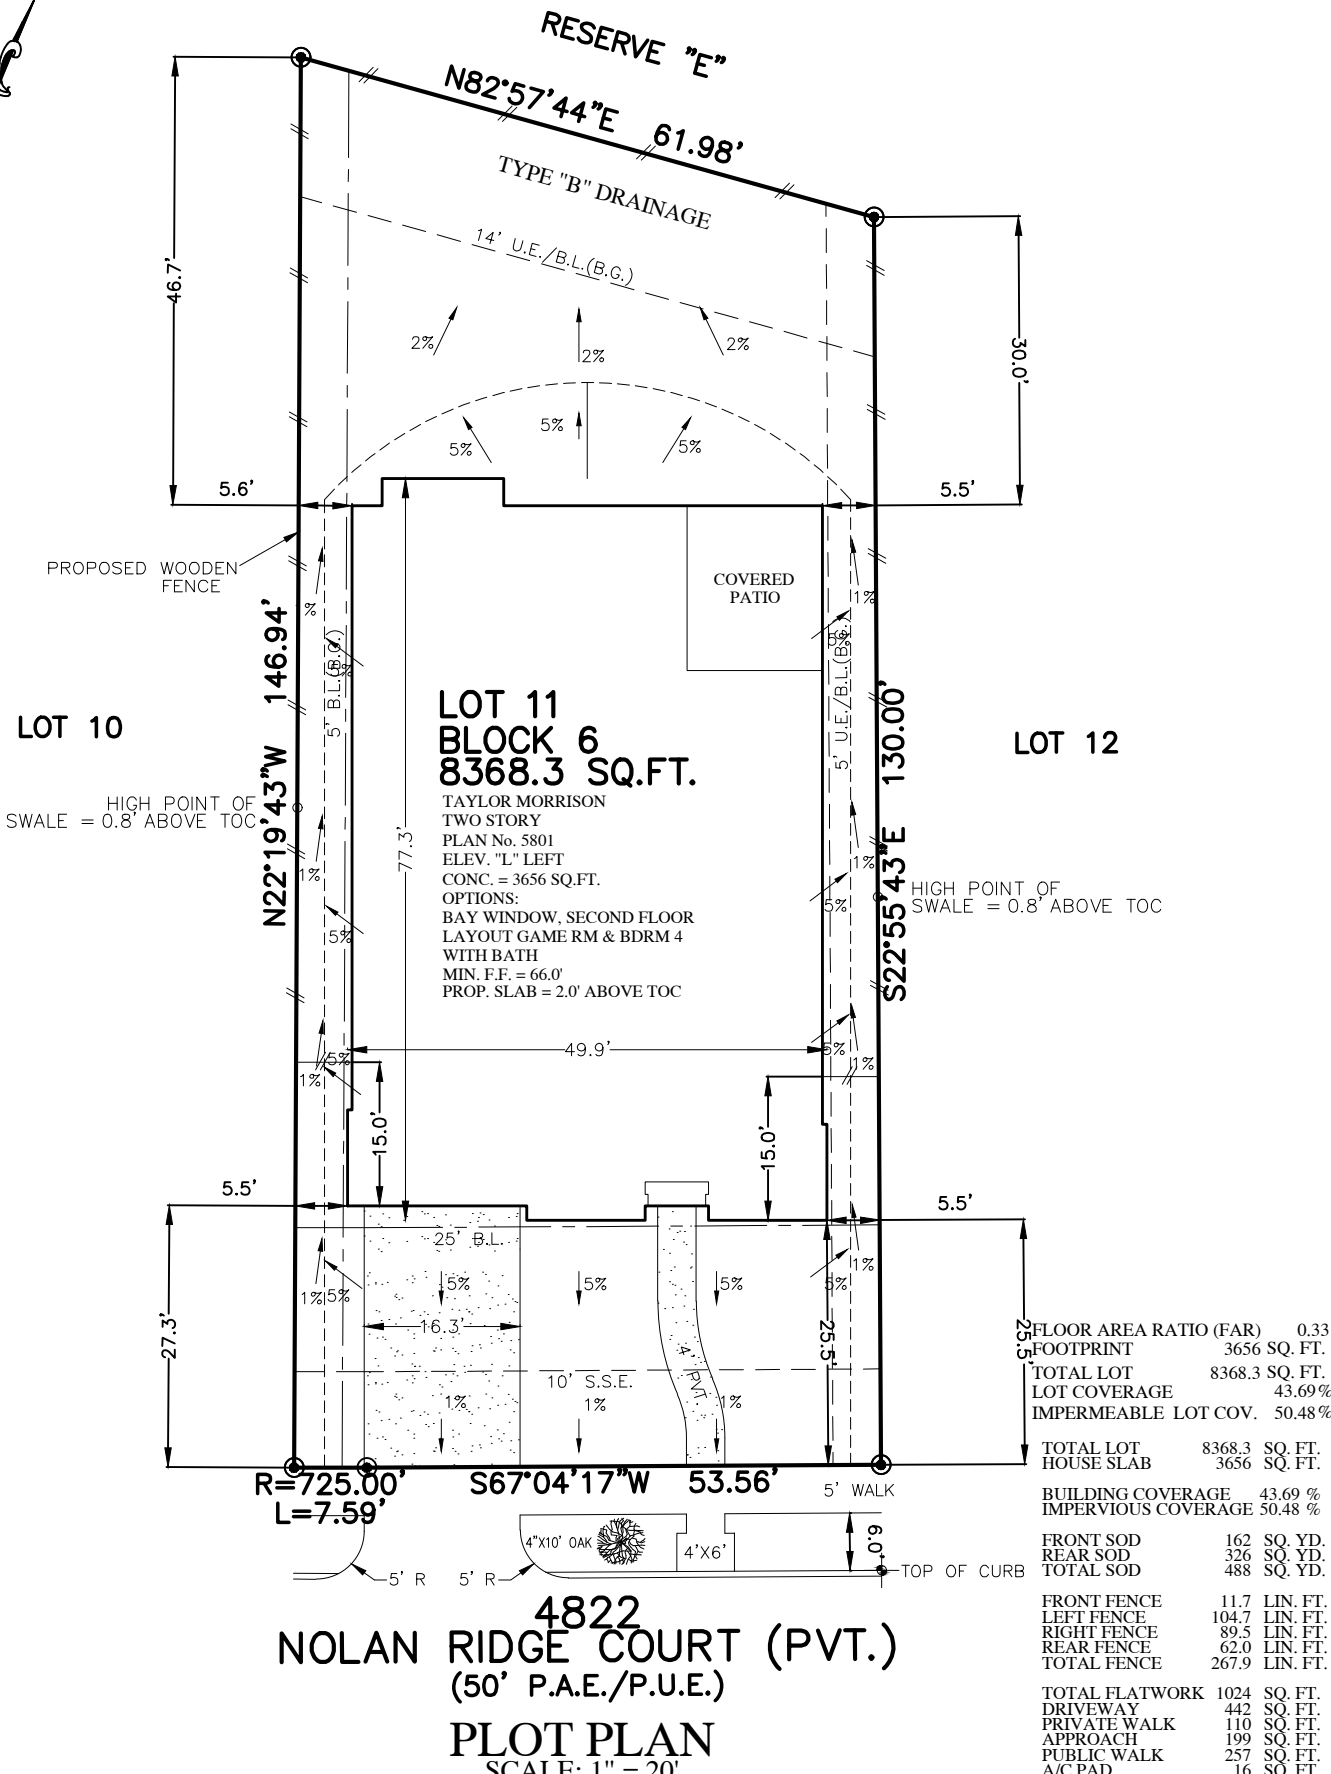 RESERVE "E"
N82°57'44"E 61.98'
TYPE "B" DRAINAGE
14' U.E./B.L.(B.G.)
46.7'
30.0'
2%
2%
2%
5%
5%
5%
5.6'
5.5'
PROPOSED WOODEN
FENCE
COVERED
PATIO
1%
1%
5%
5%
5' B.L.(B.G.)
5' U.E./B.L.(B.G.)
N22°19'43"W 146.94'
S22°55'43"E 130.00'
LOT 10
LOT 12
LOT 11
BLOCK 6
8368.3 SQ.FT.
TAYLOR MORRISON
TWO STORY
PLAN No. 5801
ELEV. "L" LEFT
CONC. = 3656 SQ.FT.
OPTIONS:
BAY WINDOW, SECOND FLOOR
LAYOUT GAME RM & BDRM 4
WITH BATH
MIN. F.F. = 66.0'
PROP. SLAB = 2.0' ABOVE TOC
HIGH POINT OF
SWALE = 0.8' ABOVE TOC
HIGH POINT OF
SWALE = 0.8' ABOVE TOC
77.3'
1%
1%
5%
5%
49.9'
5%
5%
1%
1%
15.0'
15.0'
5.5'
5.5'
25' B.L.
1%
1%
5%
5%
5%
5%
5%
16.3'
27.3'
25.5'
25.5'
4' PVT.
10' S.S.E.
1%
1%
1%
R=725.00'
L=7.59'
S67°04'17"W 53.56'
5' WALK
4"X10' OAK
4'X6'
6.0'
5' R
5' R
TOP OF CURB
4822
NOLAN RIDGE COURT (PVT.)
(50' P.A.E./P.U.E.)
PLOT PLAN
SCALE: 1" = 20'
FLOOR AREA RATIO (FAR) 0.33
FOOTPRINT 3656 SQ. FT.
TOTAL LOT 8368.3 SQ. FT.
LOT COVERAGE 43.69%
IMPERMEABLE LOT COV. 50.48%
TOTAL LOT 8368.3 SQ. FT.
HOUSE SLAB 3656 SQ. FT.
BUILDING COVERAGE 43.69 %
IMPERVIOUS COVERAGE 50.48 %
FRONT SOD 162 SQ. YD.
REAR SOD 326 SQ. YD.
TOTAL SOD 488 SQ. YD.
FRONT FENCE 11.7 LIN. FT.
LEFT FENCE 104.7 LIN. FT.
RIGHT FENCE 89.5 LIN. FT.
REAR FENCE 62.0 LIN. FT.
TOTAL FENCE 267.9 LIN. FT.
TOTAL FLATWORK 1024 SQ. FT.
DRIVEWAY 442 SQ. FT.
PRIVATE WALK 110 SQ. FT.
APPROACH 199 SQ. FT.
PUBLIC WALK 257 SQ. FT.
A/C PAD 16 SQ. FT.